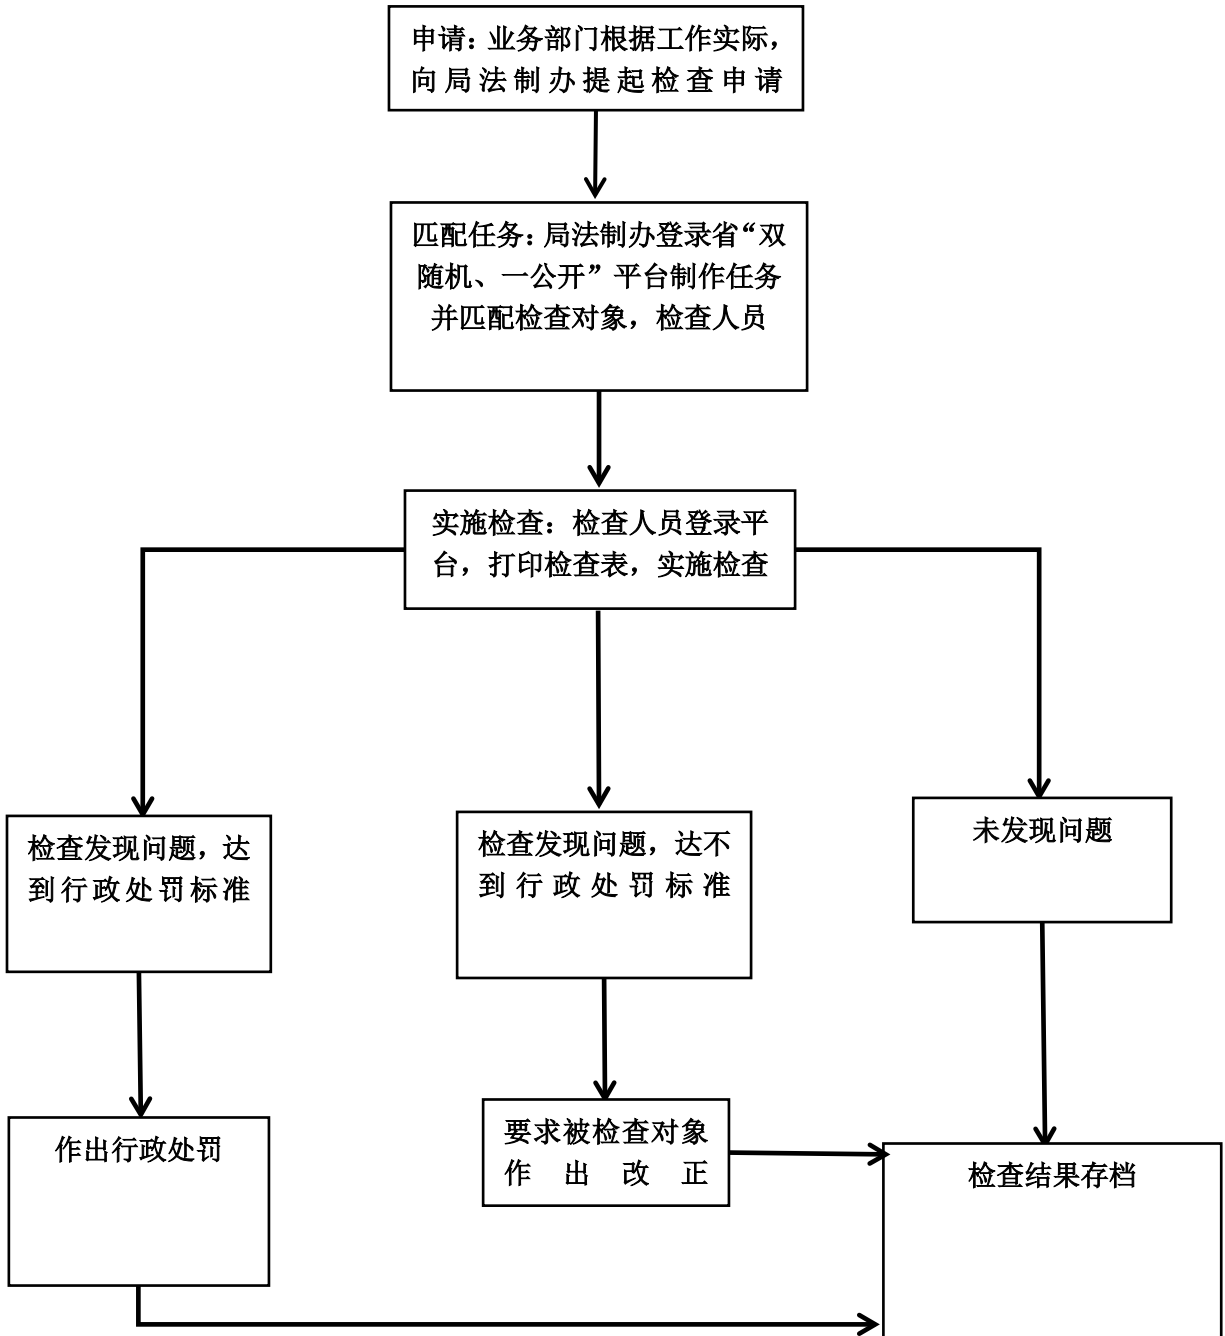 申请：业务部门根据工作实际，
向局法制办提起检查申请
匹配任务：局法制办登录省“双
随机、一公开”平台制作任务
并匹配检查对象，检查人员
实施检查：检查人员登录平
台，打印检查表，实施检查
检查发现问题，达
到行政处罚标准
检查发现问题，达不
到行政处罚标准
未发现问题
作出行政处罚
要求被检查对象
作出改正
检查结果存档